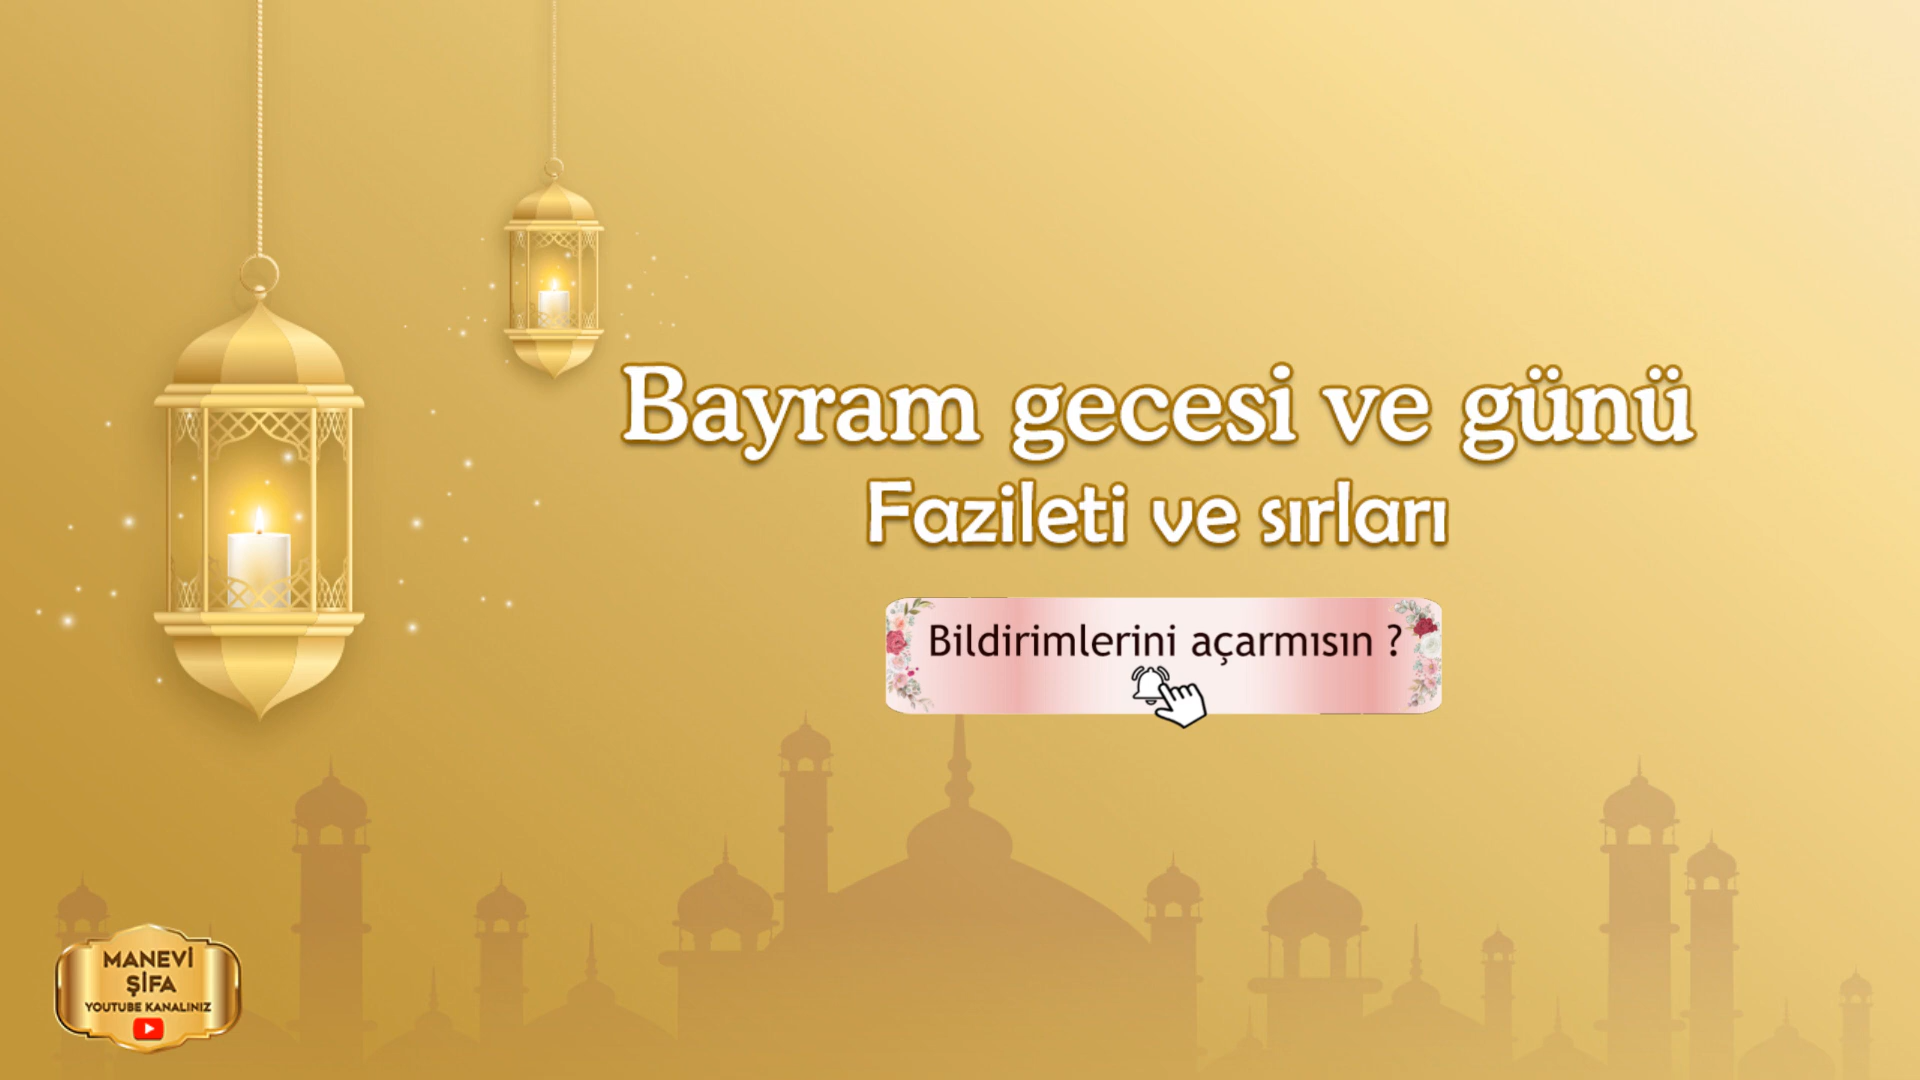 Bayram gecesi ve günü
Fazileti ve sırları
Bildirimlerini açarmısın ?
MANEVİ
ŞİFA
YOUTUBE KANALINIZ